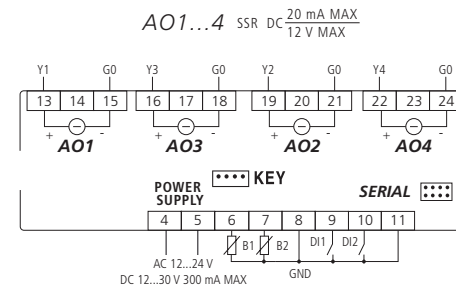 AO1...4 SSR DC 20 mA MAX
12 V MAX
Y1 G0 Y3 G0 Y2 G0 Y4 G0
13 14 15 16 17 18 19 20 21 22 23 24
+ - + - + - + -
AO1 AO3 AO2 AO4
POWER SUPPLY
KEY
SERIAL
4 5 6 7 8 9 10 11
B1 B2 DI1 DI2
AC 12...24 V
DC 12...30 V 300 mA MAX
GND